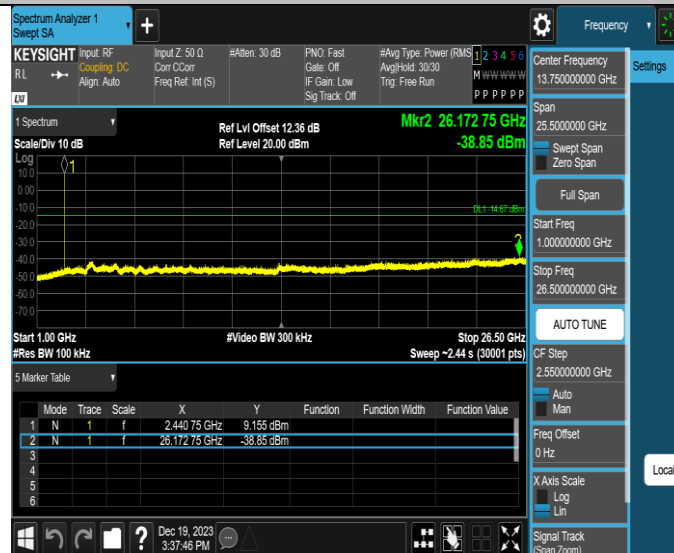 Spectrum Analyzer 1
Swept SA
+
Frequency
KEYSIGHT Input: RF Input Z: 50 Ω #Atten: 30 dB PNO: Fast #Avg Type: Power (RMS 1 2 3 4 5 6
RL Coupling: DC Corr CCorr Gate: Off Avg|Hold: 30/30 M W W W W W
Align: Auto Freq Ref: Int (S) IF Gain: Low Trig: Free Run
LXI Sig Track: Off P P P P P P
Center Frequency
13.750000000 GHz
Settings
1 Spectrum Ref Lvl Offset 12.36 dB Mkr2 26.172 75 GHz
Scale/Div 10 dB Ref Level 20.00 dBm -38.85 dBm
Span
25.5000000 GHz
Swept Span
Zero Span
Full Span
Start Freq
1.000000000 GHz
Stop Freq
26.500000000 GHz
AUTO TUNE
CF Step
2.550000000 GHz
Auto
Man
Freq Offset
0 Hz
X Axis Scale
Log
Lin
Signal Track
(Span Zoom)
Local
Log
1
10.0
0.00
-10.0
DL1 -14.67 dBm
-20.0
-30.0
2
-40.0
-50.0
-60.0
-70.0
Start 1.00 GHz #Video BW 300 kHz Stop 26.50 GHz
#Res BW 100 kHz Sweep ~2.44 s (30001 pts)
5 Marker Table
Mode Trace Scale X Y Function Function Width Function Value
1 N 1 f 2.440 75 GHz 9.155 dBm
2 N 1 f 26.172 75 GHz -38.85 dBm
3
4
5
6
? Dec 19, 2023
3:37:46 PM